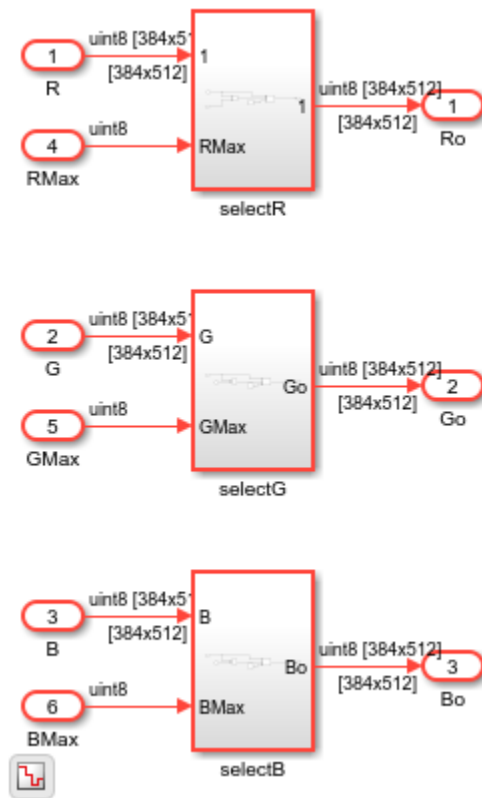 uint8 [384x51
1
[384x512]
R
1
uint8 [384x512]
1
[384x512]
Ro
4
uint8
RMax
RMax
selectR
uint8 [384x51
2
[384x512]
G
G
uint8 [384x512]
Go
2
[384x512]
Go
5
uint8
GMax
GMax
selectG
uint8 [384x51
3
[384x512]
B
B
uint8 [384x512]
Bo
3
[384x512]
Bo
6
uint8
BMax
BMax
selectB